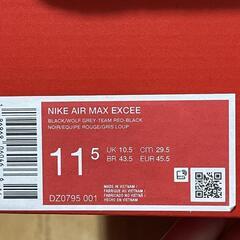 NIKE AIR MAX EXCEE
BLACK/WOLF GREY-TEAM RED-BLACK
NOIR/EQUIPE ROUGE/GRIS LOUP
11 5
UK 10.5 CM 29.5
BR 43.5 EUR 45.5
DZ0795 001
MADE IN VIETNAM